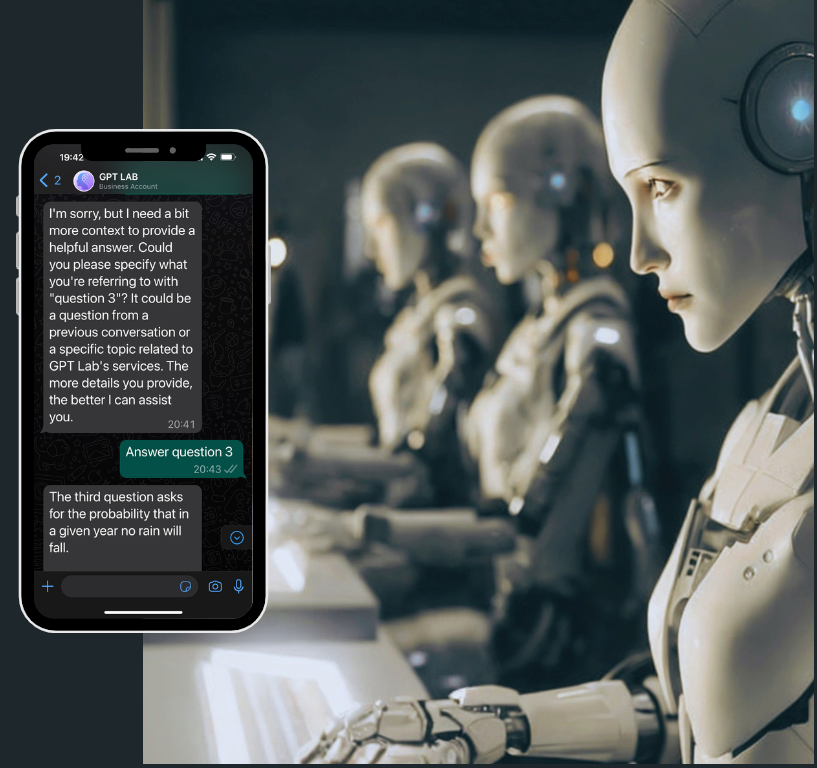 19:42
2
GPT LAB
Business Account
I'm sorry, but I need a bit
more context to provide a
helpful answer. Could
you please specify what
you're referring to with
"question 3"? It could be
a question from a
previous conversation or
a specific topic related to
GPT Lab's services. The
more details you provide,
the better I can assist
you.
20:41
Answer question 3
20:43
The third question asks
for the probability that in
a given year no rain will
fall.